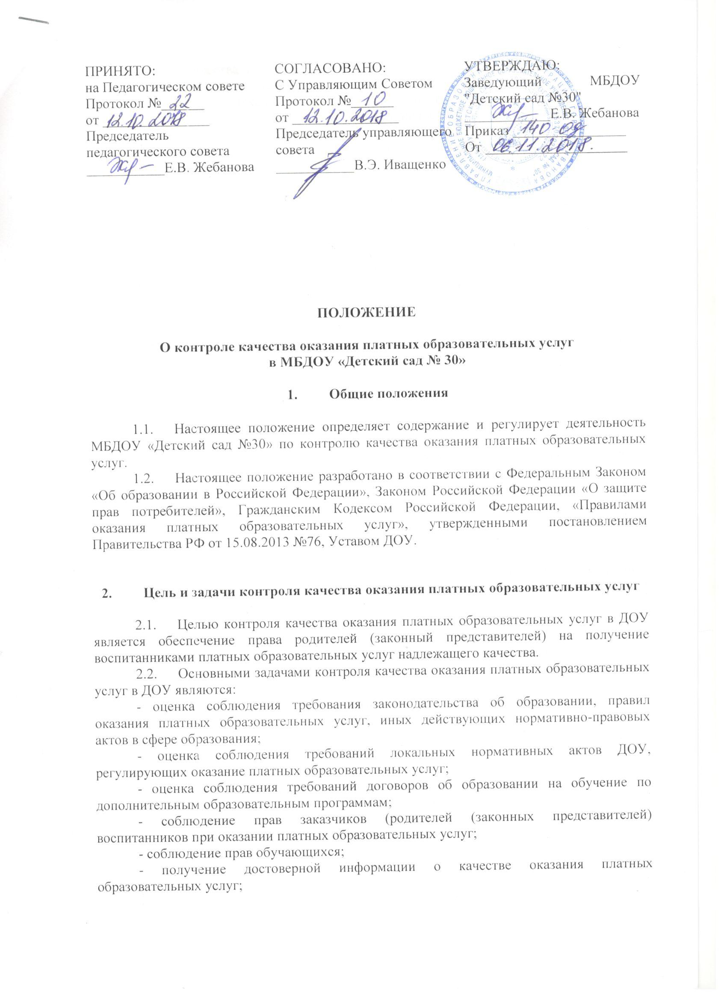 ПРИНЯТО:
на Педагогическом совете
Протокол № 22
от 12.10.2018
Председатель
педагогического совета
Е.В. Жебанова
СОГЛАСОВАНО:
С Управляющим Советом
Протокол № 10
от 12.10.2018
Председатель управляющего
совета
В.Э. Иващенко
УТВЕРЖДАЮ:
Заведующий МБДОУ
"Детский сад №30"
Е.В. Жебанова
Приказ 140 од
От 06.11.2018.
ПОЛОЖЕНИЕ
О контроле качества оказания платных образовательных услуг
в МБДОУ «Детский сад № 30»
1. Общие положения
1.1. Настоящее положение определяет содержание и регулирует деятельность
МБДОУ «Детский сад №30» по контролю качества оказания платных образовательных
услуг.
1.2. Настоящее положение разработано в соответствии с Федеральным Законом
«Об образовании в Российской Федерации», Законом Российской Федерации «О защите
прав потребителей», Гражданским Кодексом Российской Федерации, «Правилами
оказания платных образовательных услуг», утвержденными постановлением
Правительства РФ от 15.08.2013 №76, Уставом ДОУ.
2. Цель и задачи контроля качества оказания платных образовательных услуг
2.1. Целью контроля качества оказания платных образовательных услуг в ДОУ
является обеспечение права родителей (законный представителей) на получение
воспитанниками платных образовательных услуг надлежащего качества.
2.2. Основными задачами контроля качества оказания платных образовательных
услуг в ДОУ являются:
- оценка соблюдения требования законодательства об образовании, правил
оказания платных образовательных услуг, иных действующих нормативно-правовых
актов в сфере образования;
- оценка соблюдения требований локальных нормативных актов ДОУ,
регулирующих оказание платных образовательных услуг;
- оценка соблюдения требований договоров об образовании на обучение по
дополнительным образовательным программам;
- соблюдение прав заказчиков (родителей (законных представителей)
воспитанников при оказании платных образовательных услуг;
- соблюдение прав обучающихся;
- получение достоверной информации о качестве оказания платных
образовательных услуг;